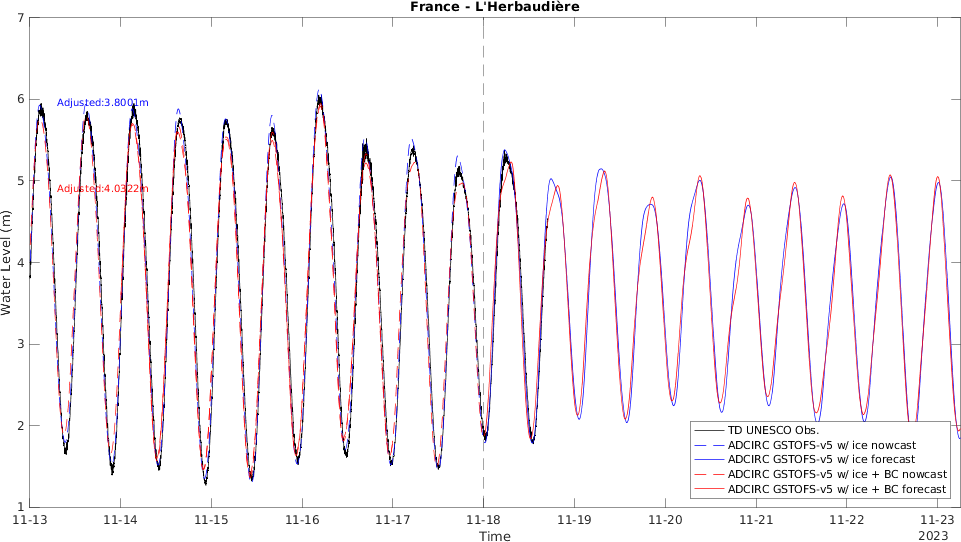 France - L'Herbaudière
7
6
5
4
3
2
1
Water Level (m)
Adjusted:3.8001m
Adjusted:4.0322m
TD UNESCO Obs.
ADCIRC GSTOFS-v5 w/ ice nowcast
ADCIRC GSTOFS-v5 w/ ice forecast
ADCIRC GSTOFS-v5 w/ ice + BC nowcast
ADCIRC GSTOFS-v5 w/ ice + BC forecast
11-13 11-14 11-15 11-16 11-17 11-18 11-19 11-20 11-21 11-22 11-23
Time
2023